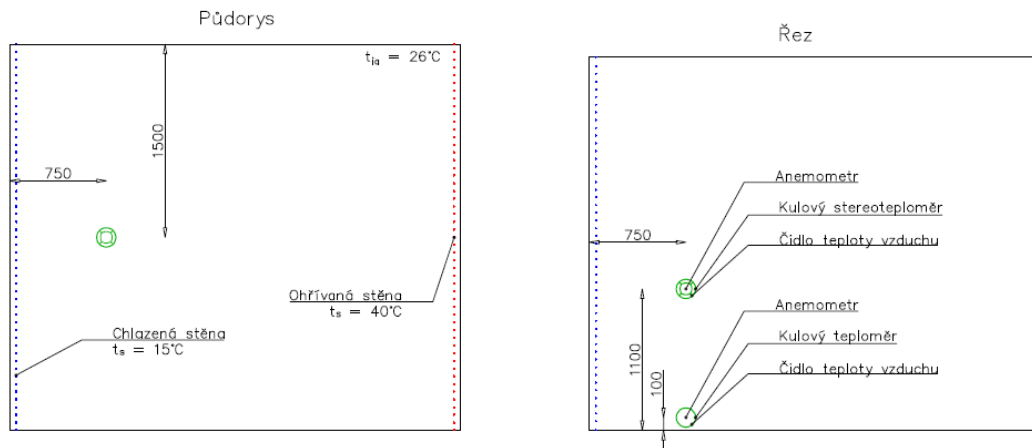 Půdorys
t_ia = 26°C
1500
750
Ohřívaná stěna
t_s = 40°C
Chlazená stěna
t_s = 15°C
Řez
Anemometr
Kulový stereoteploměr
750
Čidlo teploty vzduchu
Anemometr
Kulový teploměr
1100
100
Čidlo teploty vzduchu